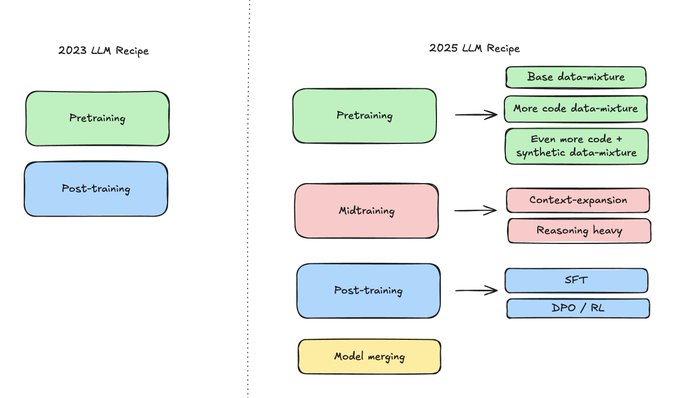 2023 LLM Recipe
Pretraining
Post-training
2025 LLM Recipe
Pretraining
Base data-mixture
More code data-mixture
Even more code +
synthetic data-mixture
Midtraining
Context-expansion
Reasoning heavy
Post-training
SFT
DPO / RL
Model merging